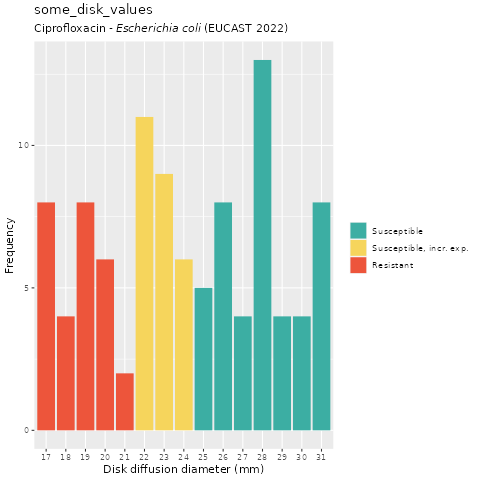 some_disk_values
Ciprofloxacin - Escherichia coli (EUCAST 2022)
Frequency
10
5
0
17 18 19 20 21 22 23 24 25 26 27 28 29 30 31
Disk diffusion diameter (mm)
Susceptible
Susceptible, incr. exp.
Resistant